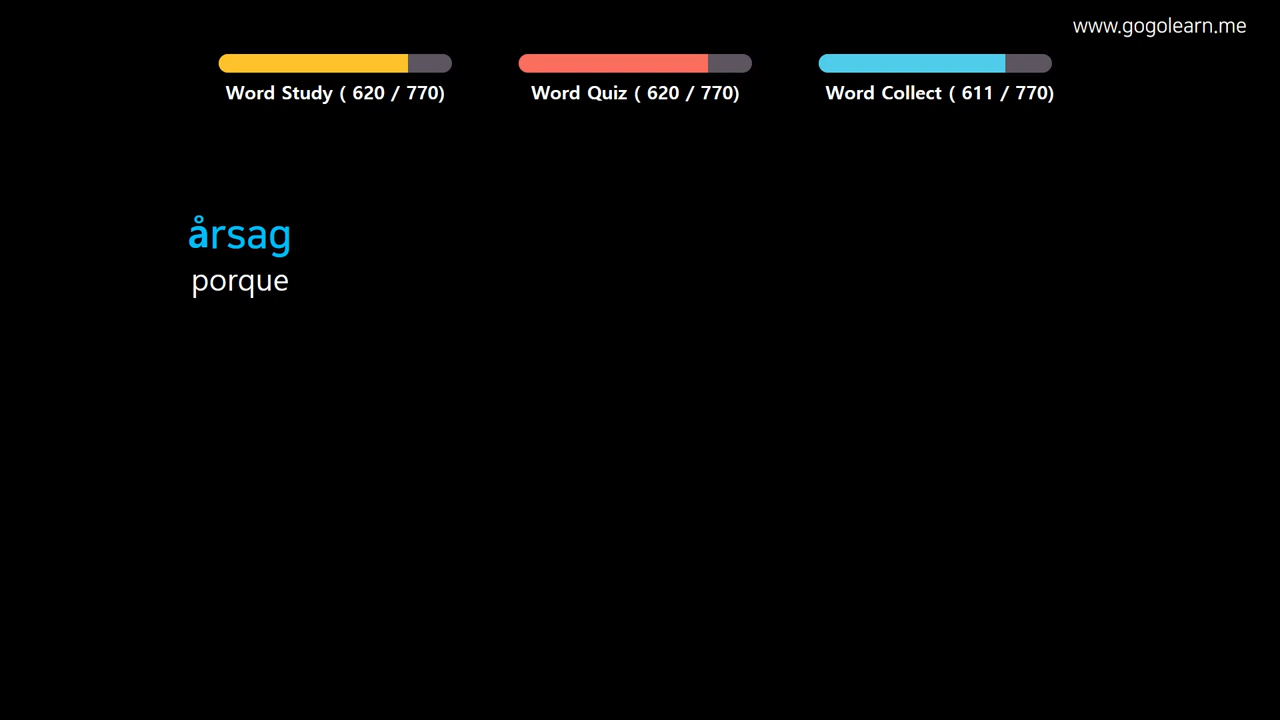 www.gogolearn.me
Word Study ( 620 / 770)
Word Quiz ( 620 / 770)
Word Collect ( 611 / 770)
årsag
porque